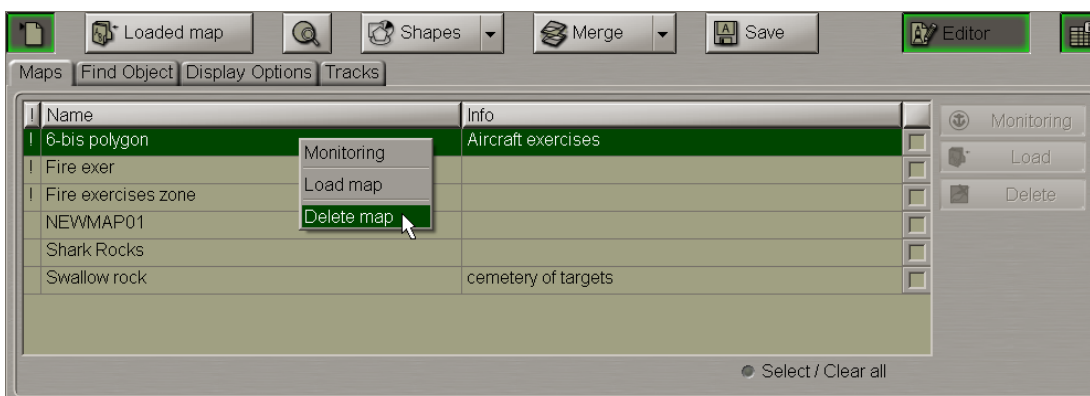 Loaded map Shapes Merge Save Editor
Maps Find Object Display Options Tracks
! Name Info
! 6-bis polygon Aircraft exercises
! Fire exer
! Fire exercises zone
NEWMAP01
Shark Rocks
Swallow rock cemetery of targets
Monitoring
Load map
Delete map
Monitoring
Load
Delete
Select / Clear all